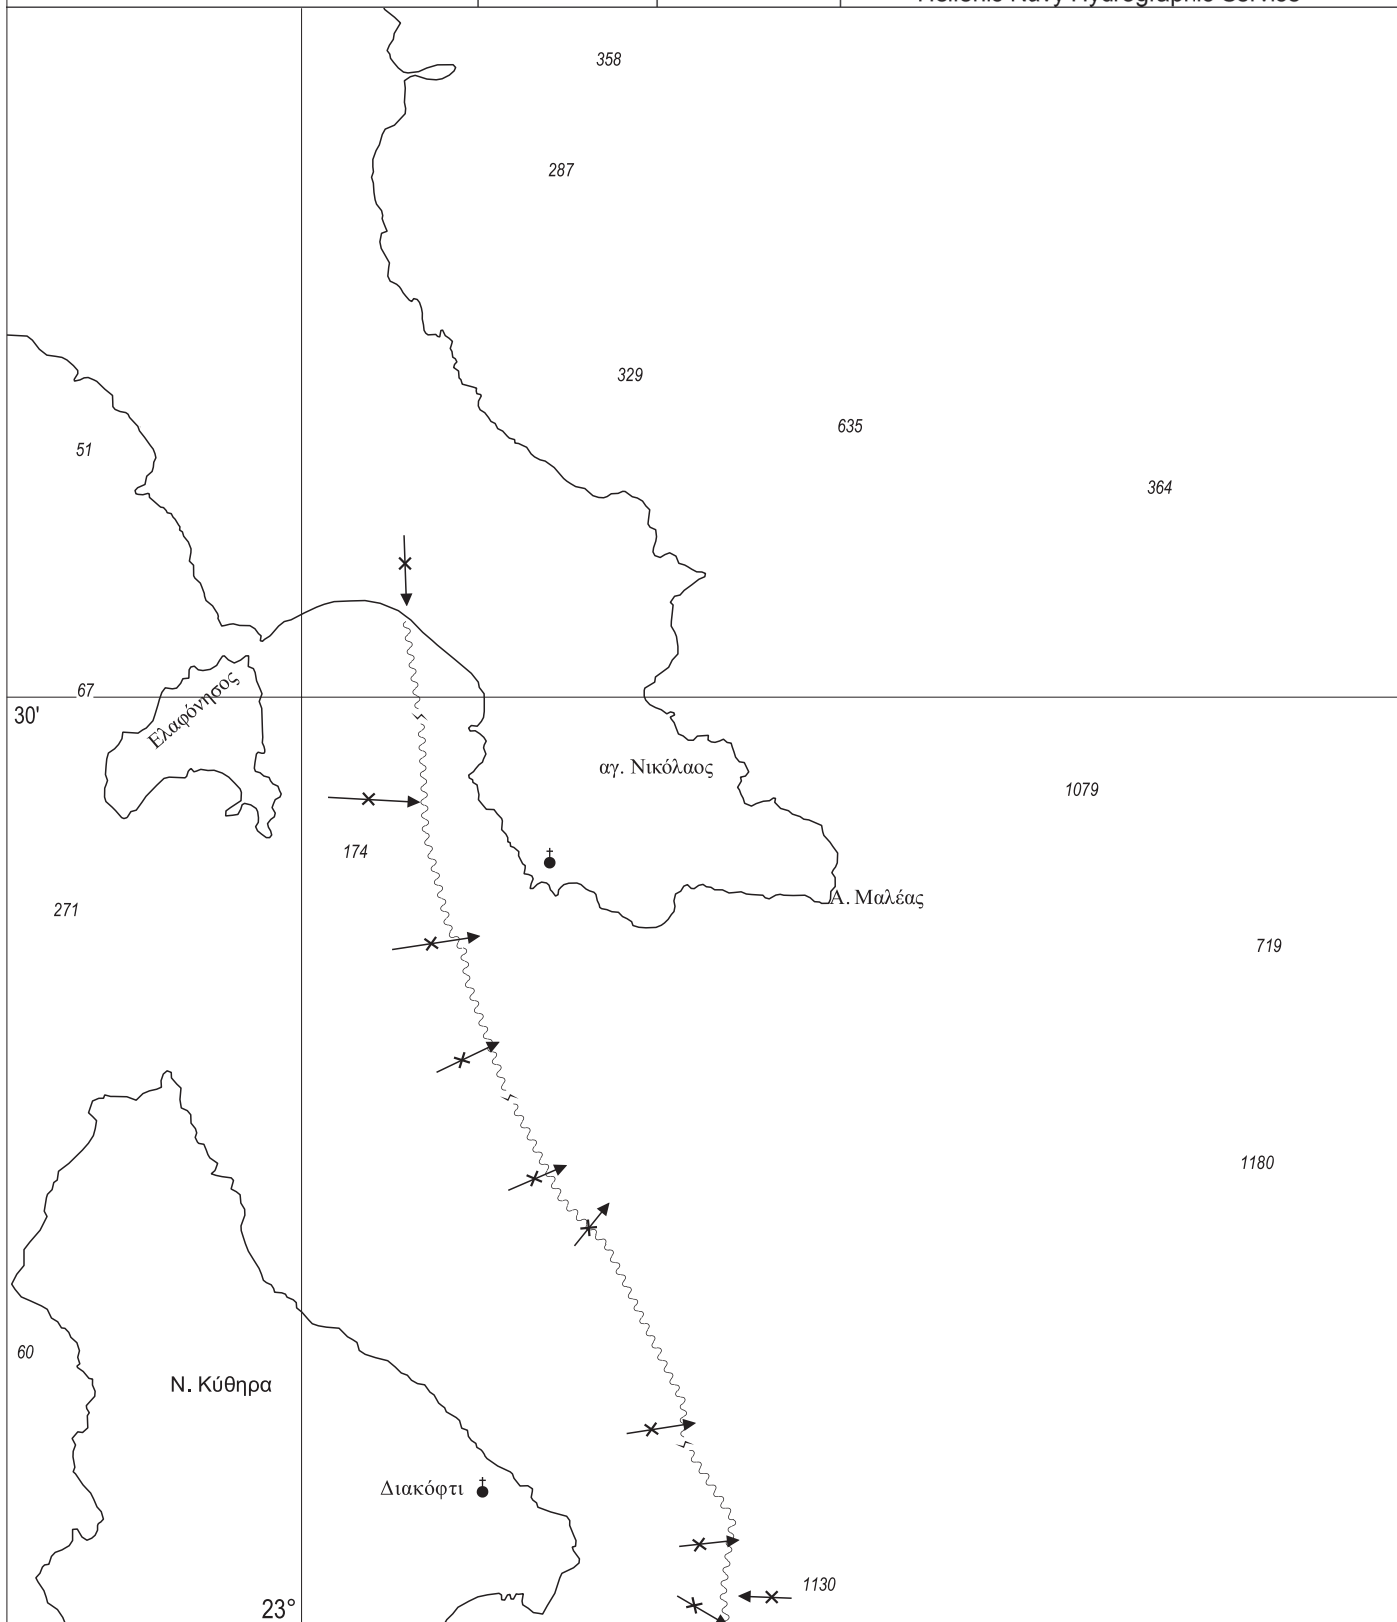 Hellenic Navy Hydrographic Service
358
287
329
635
51
364
67
30'
Ελαφόνησος
αγ. Νικόλαος
1079
174
271
Α. Μαλέας
719
1180
60
Ν. Κύθηρα
Διακόφτι
1130
23°